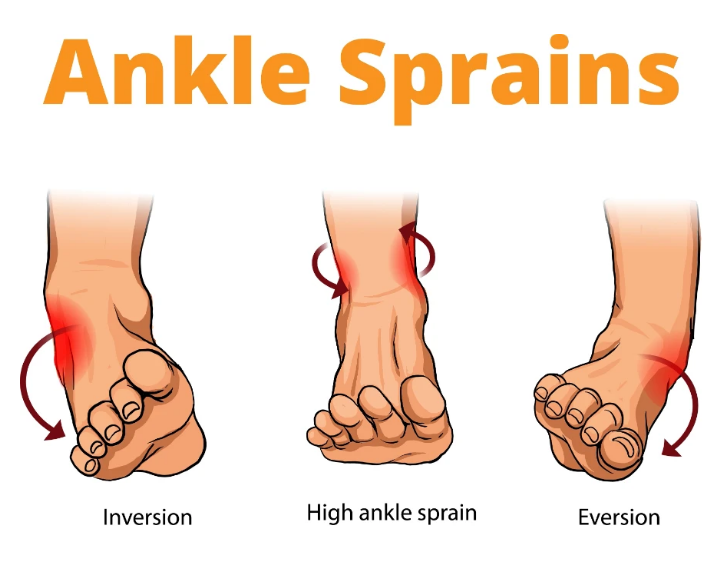 Ankle Sprains
Inversion
High ankle sprain
Eversion